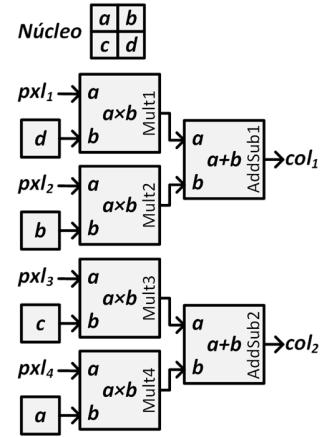 Núcleo
a b
c d
pxl1
a
a×b
Mult1
d
b
pxl2
a
a×b
Mult2
b
b
a
a+b
b
AddSub1
col1
pxl3
a
a×b
Mult3
c
b
pxl4
a
a×b
Mult4
a
b
a
a+b
b
AddSub2
col2